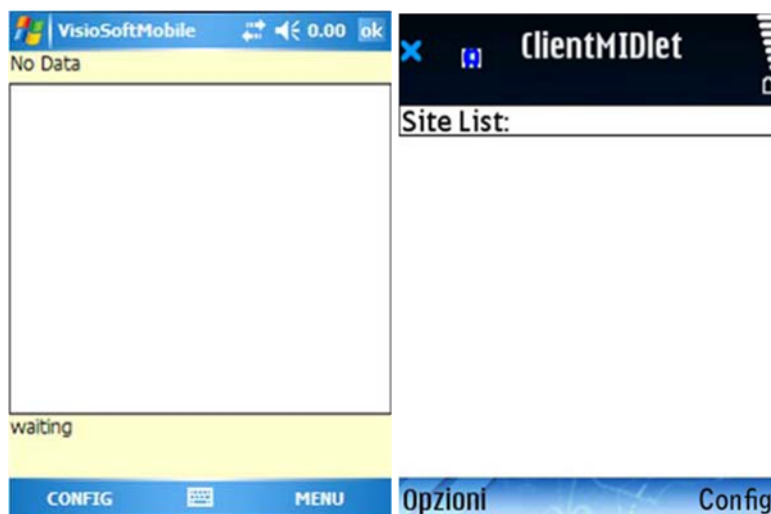 VisioSoftMobile 0.00 ok
No Data
waiting
CONFIG MENU
ClientMIDlet
Site List:
Opzioni Config